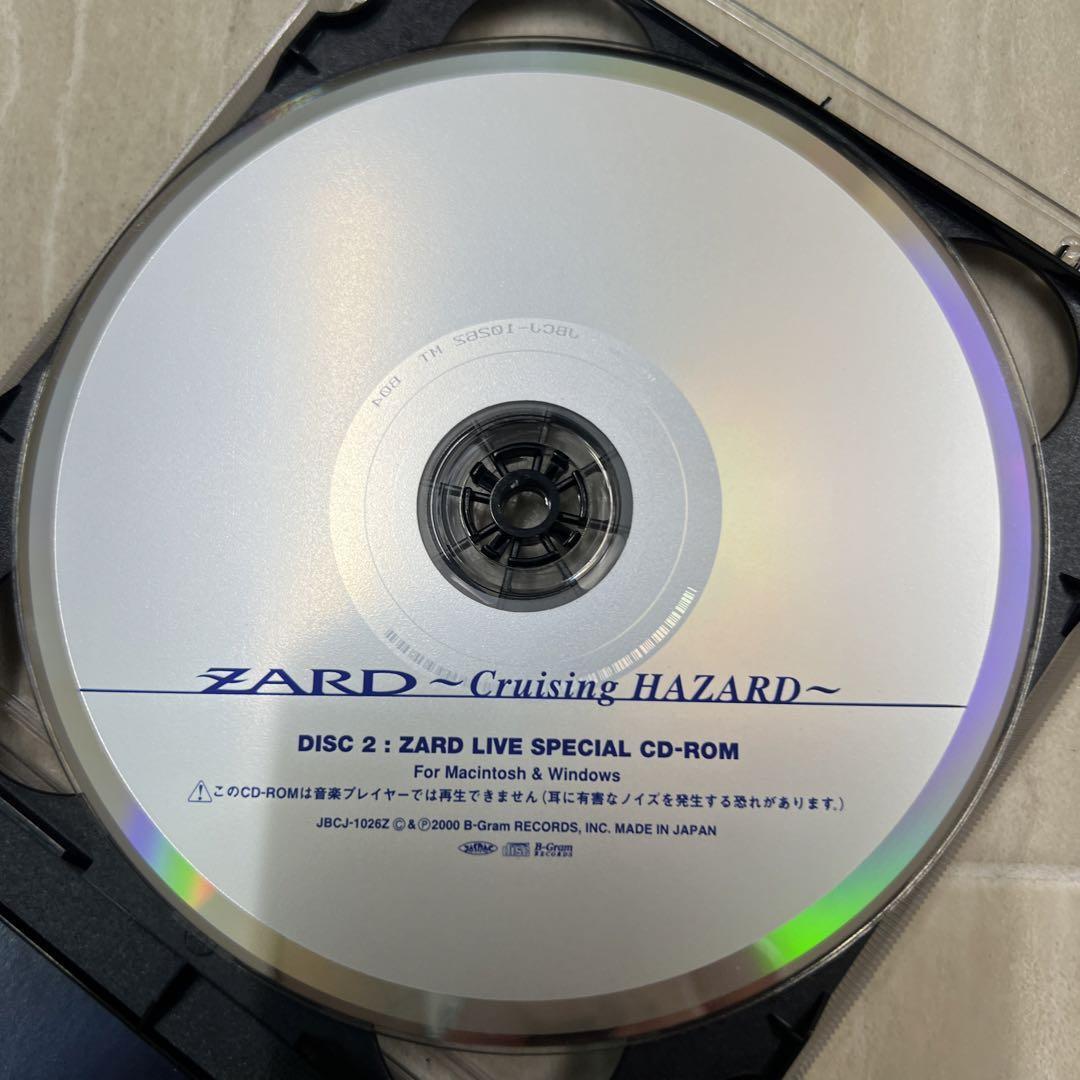 JBCJ-10262 MT B04
ZARD ～Cruising HAZARD～
DISC 2 : ZARD LIVE SPECIAL CD-ROM
For Macintosh & Windows
⚠このCD-ROMは音楽プレイヤーでは再生できません（耳に有害なノイズを発生する恐れがあります。）
JBCJ-1026Z ©&℗2000 B-Gram RECORDS, INC. MADE IN JAPAN
JASRAC disc B-Gram RECORDS